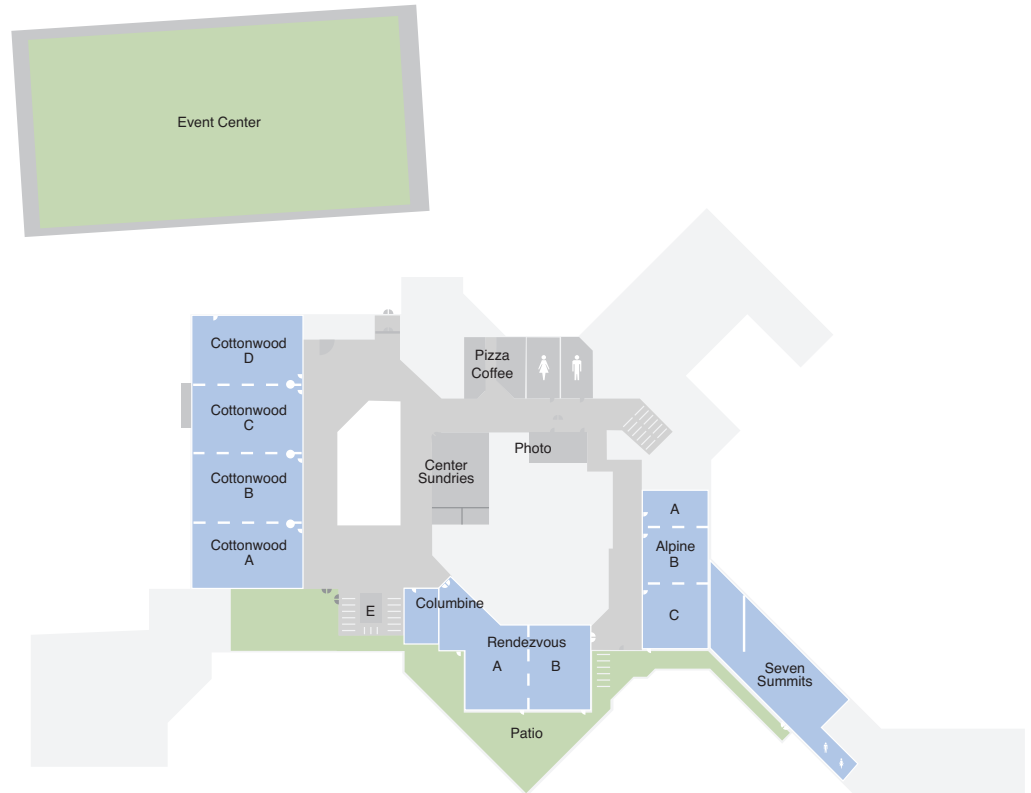 Event Center
Cottonwood
D
Cottonwood
C
Cottonwood
B
Cottonwood
A
Pizza
Coffee
Photo
Center
Sundries
A
Alpine
B
C
E
Columbine
Rendezvous
A
B
Seven
Summits
Patio